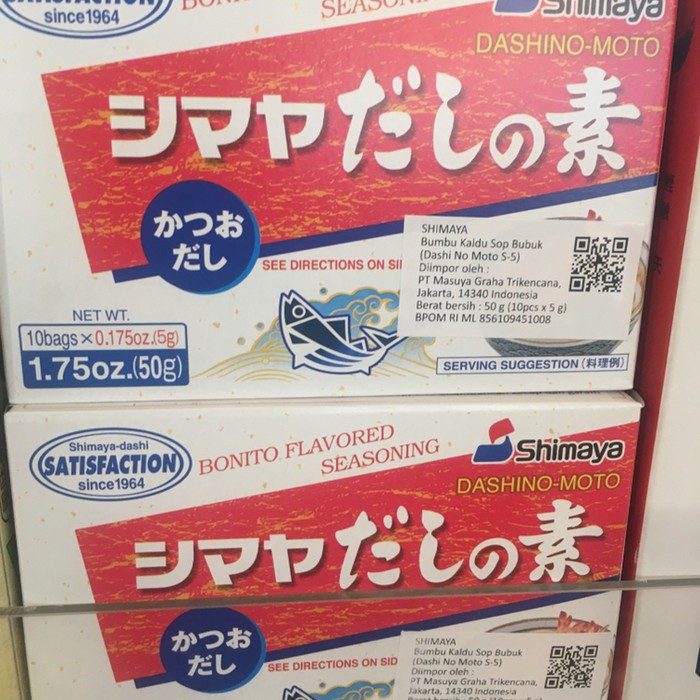 SATISFACTION
since1964
BONITO
SEASONING
Shimaya
DASHINO-MOTO
シマヤだしの素
かつお
だし
SEE DIRECTIONS ON
SHIMAYA
Bumbu Kaldu Sop Bubuk
(Dashi No Moto S-5)
Diimpor oleh :
PT Masuya Graha Trikencana,
Jakarta, 14340 Indonesia
Berat bersih : 50 g (10pcs x 5 g)
BPOM RI ML 856109451008
NET WT.
10bags×0.175oz.(5g)
1.75oz.(50g)
SERVING SUGGESTION (料理例)
Shimaya-dashi
SATISFACTION
since1964
BONITO FLAVORED
SEASONING
Shimaya
DASHINO-MOTO
シマヤだしの素
かつお
だし
SEE DIRECTIONS ON SID
SHIMAYA
Bumbu Kaldu Sop Bubuk
(Dashi No Moto S-5)
Diimpor oleh :
PT Masuya Graha Trikencana,
Jakarta, 14340 Indonesia